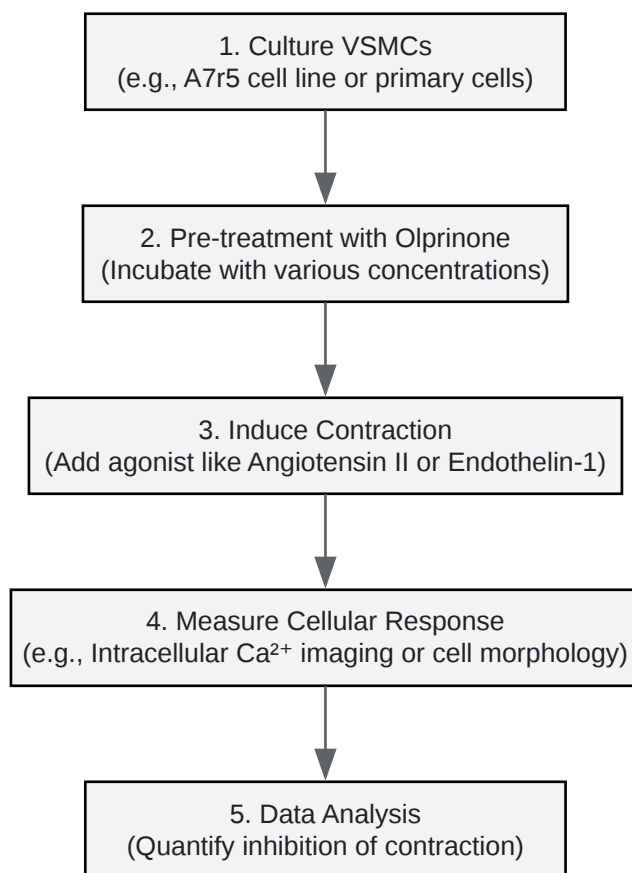 1. Culture VSMCs
(e.g., A7r5 cell line or primary cells)
2. Pre-treatment with Olprinone
(Incubate with various concentrations)
3. Induce Contraction
(Add agonist like Angiotensin II or Endothelin-1)
4. Measure Cellular Response
(e.g., Intracellular Ca²⁺ imaging or cell morphology)
5. Data Analysis
(Quantify inhibition of contraction)